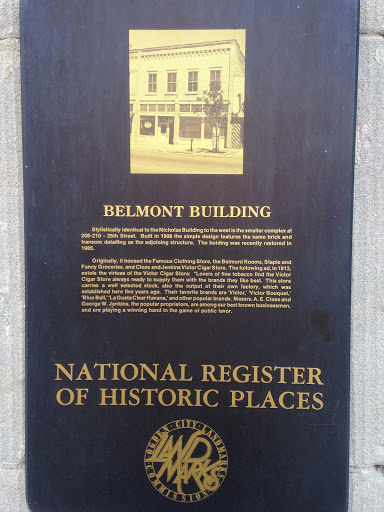 BELMONT BUILDING
Stylistically identical to the Nicholas Building to the west is the smaller complex at
208-210 - 25th Street. Built in 1908 the simple design features the same brick and
transom detailing as the adjoining structure. The building was recently restored in
1985.
Originally, it housed the Famous Clothing Store, the Belmont Rooms, Staple and
Fancy Groceries, and Close and Jenkins Victor Cigar Store. The following ad, in 1913,
extols the virtues of the Victor Cigar Store: "Lovers of fine tobacco find the Victor
Cigar Store always ready to supply them with the brands they like best. This store
carries a well selected stock, also the output of their own factory, which was
established here five years ago. Their favorite brands are 'Victor,' 'Victor Bouquet,'
'Blue Bell,' 'La Gusta Clear Havana,' and other popular brands. Messrs. A. E. Close and
George W. Jenkins, the popular proprietors, are among our best known businessmen,
and are playing a winning hand in the game of public favor.
NATIONAL REGISTER
OF HISTORIC PLACES
OGDEN CITY LANDMARKS COMMISSION
LANDMARKS